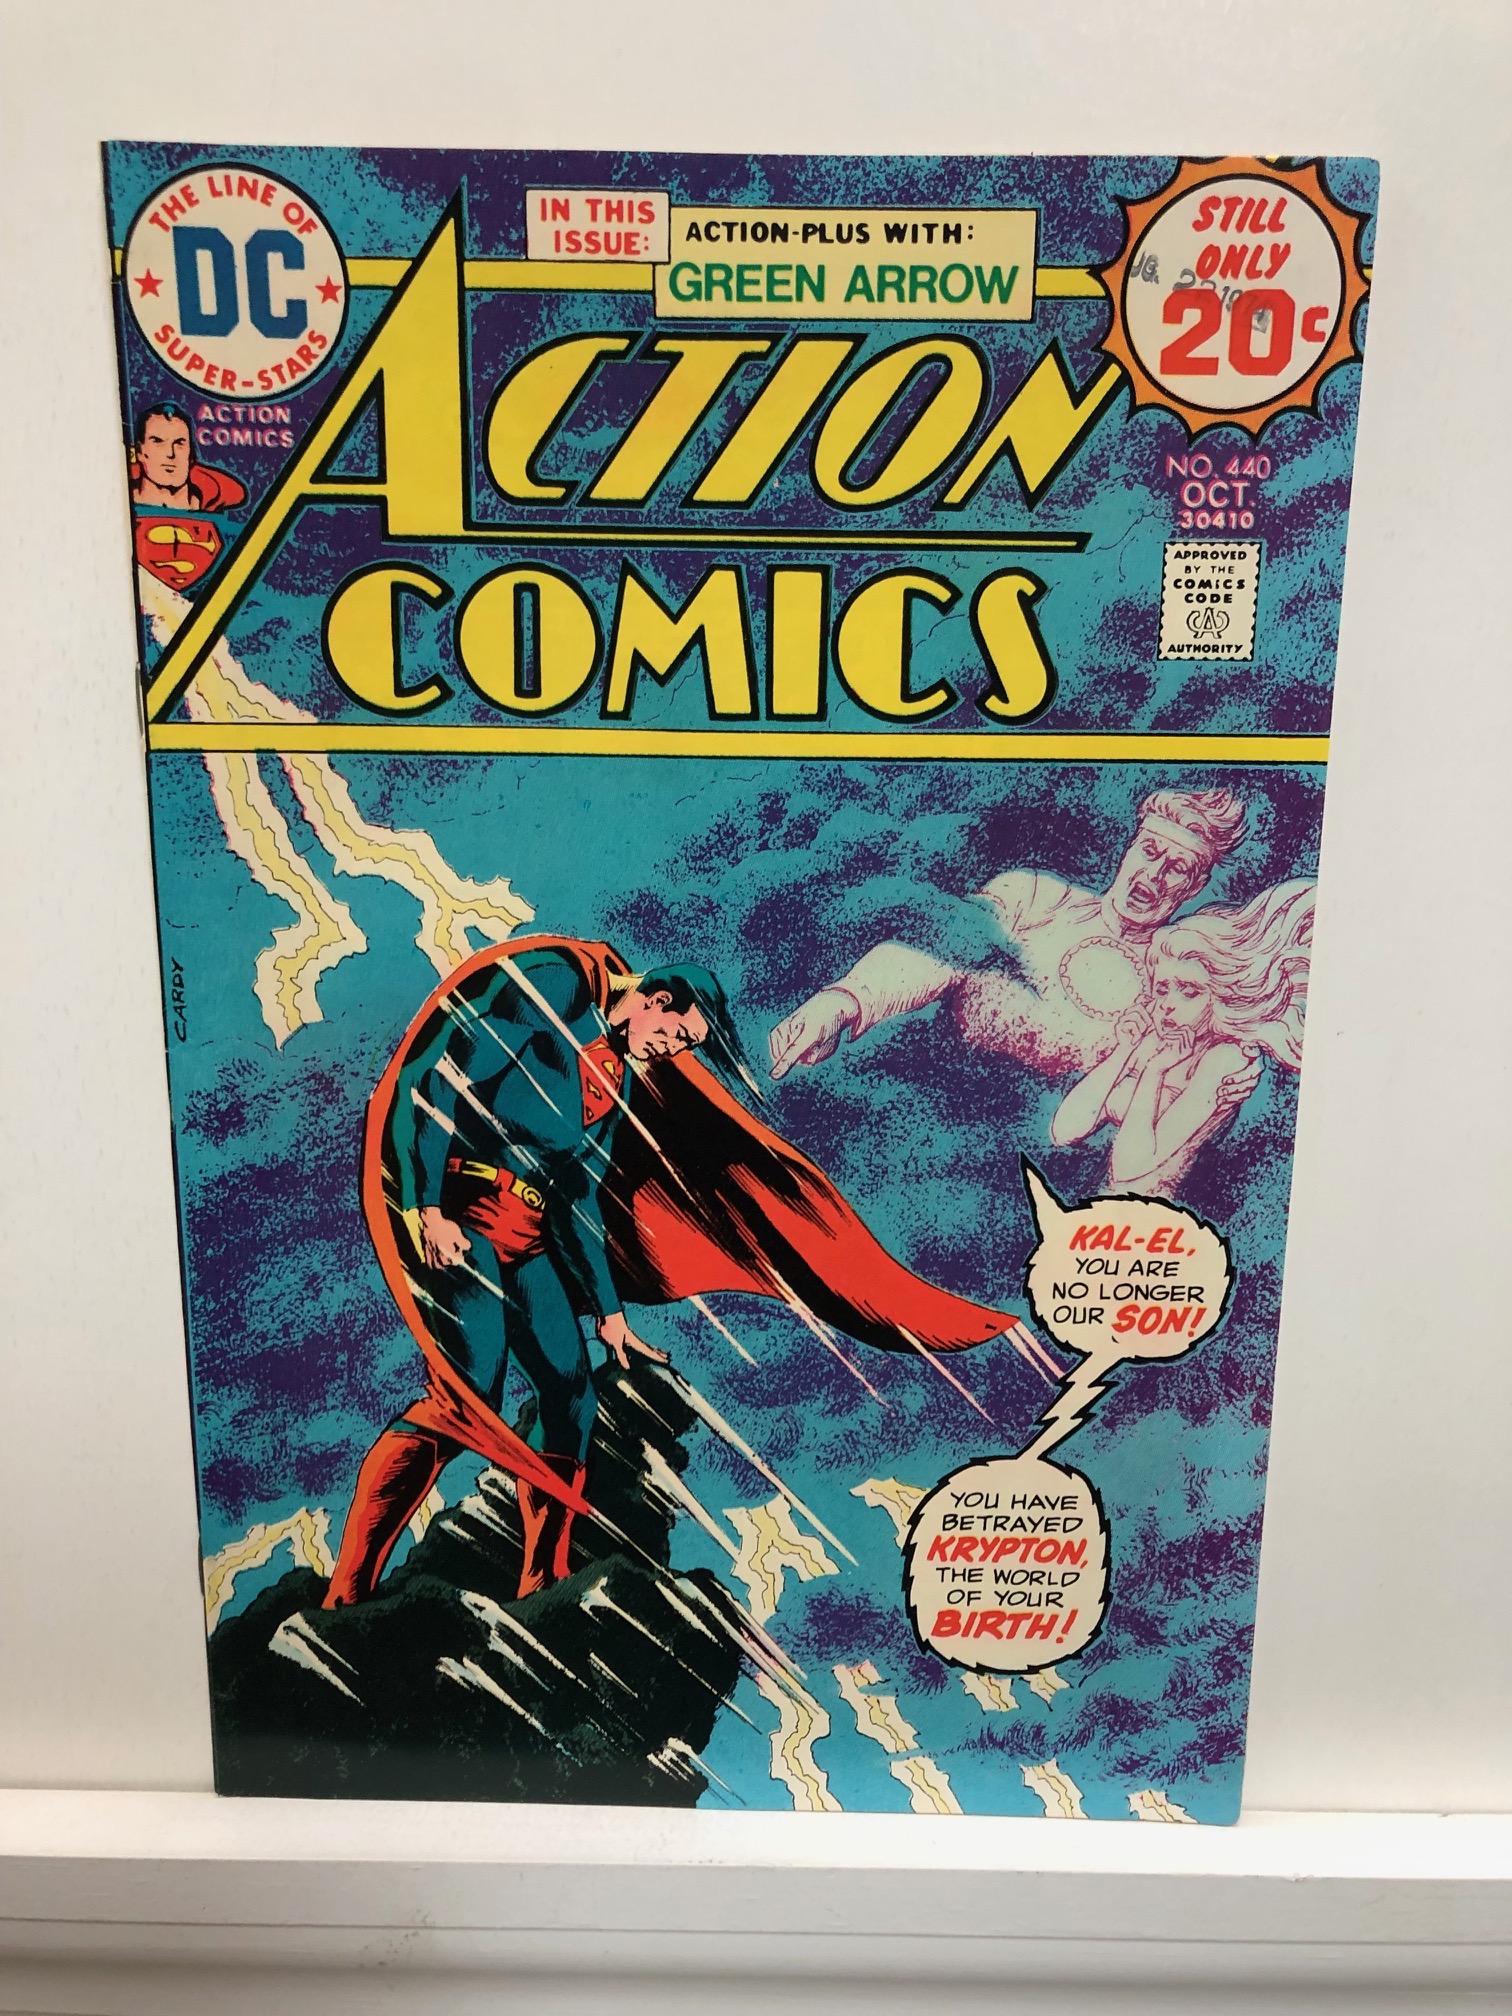 THE LINE OF
DC
SUPER-STARS
ACTION
COMICS
IN THIS
ISSUE:
ACTION-PLUS WITH:
GREEN ARROW
STILL
ONLY
20c
ACTION
COMICS
NO. 440
OCT.
30410
APPROVED
BY THE
COMICS
CODE
CA
AUTHORITY
S
CARDY
KAL-EL,
YOU ARE
NO LONGER
OUR SON!
YOU HAVE
BETRAYED
KRYPTON,
THE WORLD
OF YOUR
BIRTH!